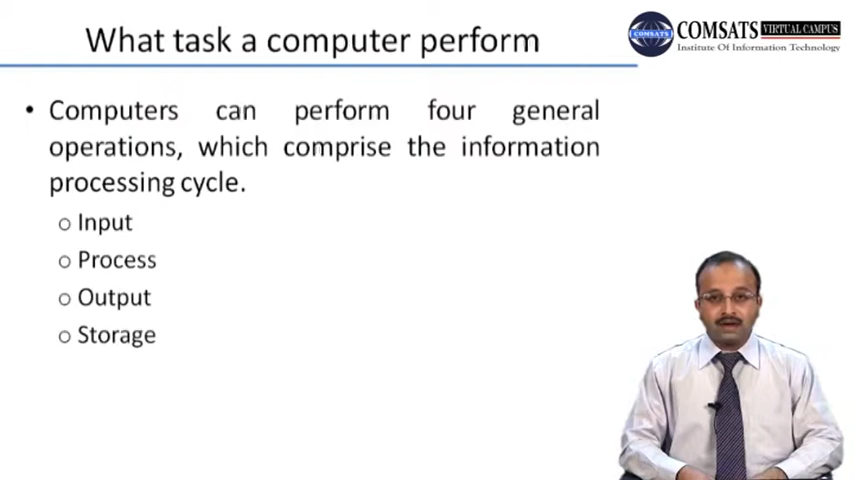 What task a computer perform
COMSATS
COMSATS VIRTUAL CAMPUS
Institute Of Information Technology
• Computers can perform four general
operations, which comprise the information
processing cycle.
o Input
o Process
o Output
o Storage